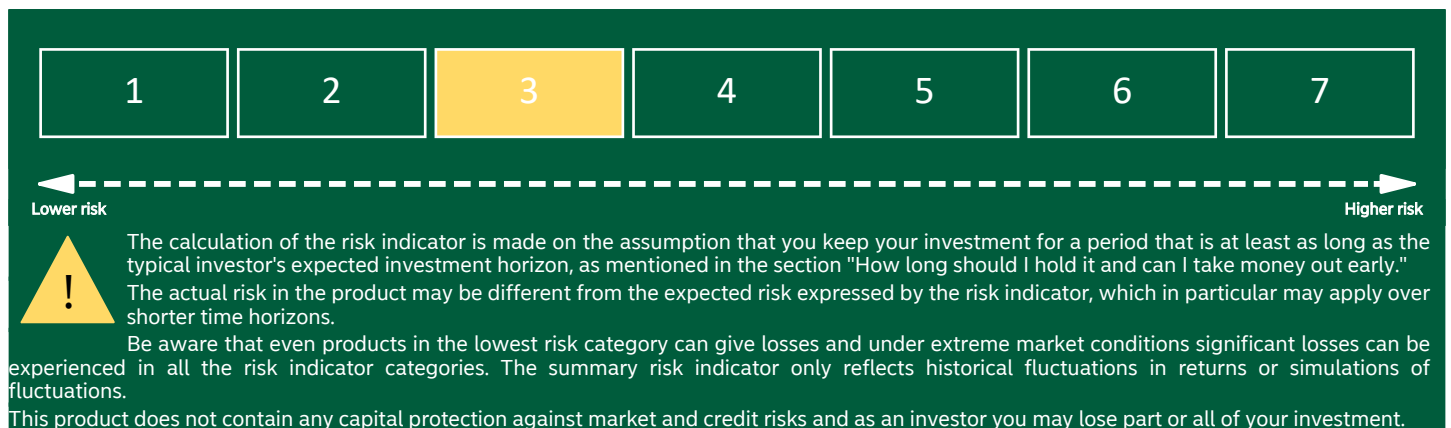 1 2 3 4 5 6 7
Lower risk Higher risk
The calculation of the risk indicator is made on the assumption that you keep your investment for a period that is at least as long as the
typical investor's expected investment horizon, as mentioned in the section "How long should I hold it and can I take money out early."
!
The actual risk in the product may be different from the expected risk expressed by the risk indicator, which in particular may apply over
shorter time horizons.
Be aware that even products in the lowest risk category can give losses and under extreme market conditions significant losses can be
experienced in all the risk indicator categories. The summary risk indicator only reflects historical fluctuations in returns or simulations of
fluctuations.
This product does not contain any capital protection against market and credit risks and as an investor you may lose part or all of your investment.